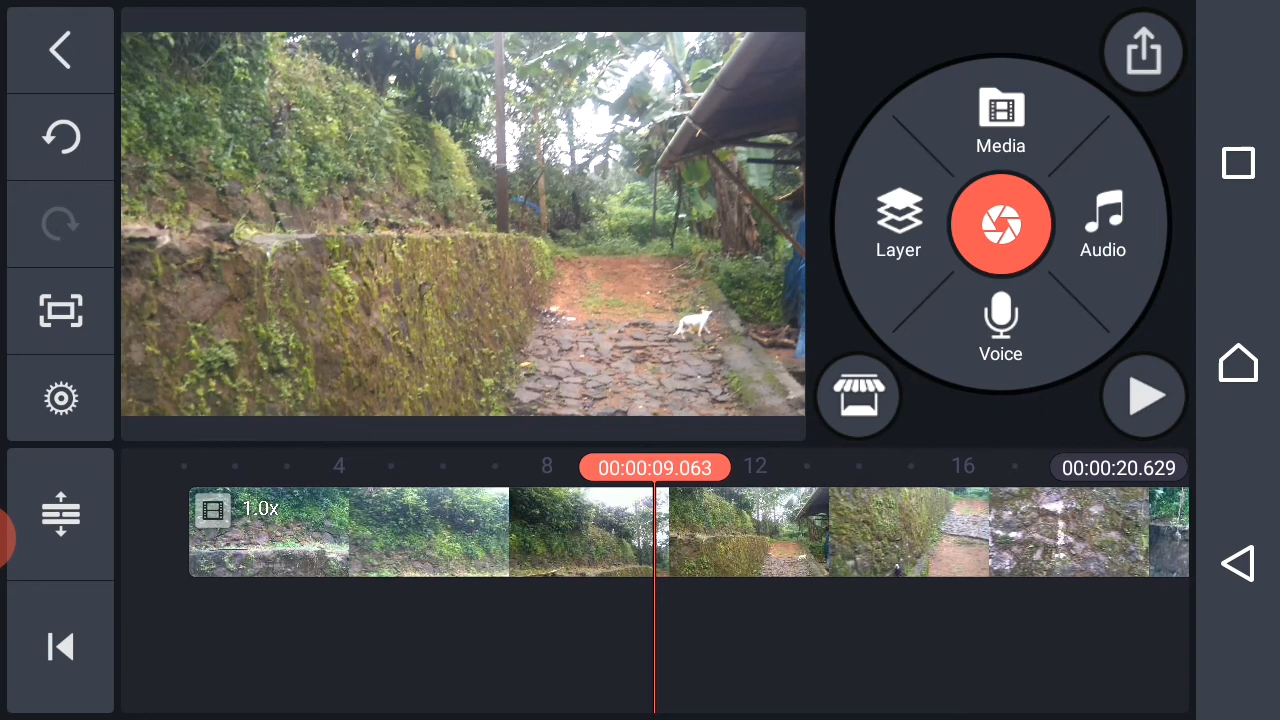 Media
Layer
Audio
Voice
4
8
00:00:09.063
12
16
00:00:20.629
1.0x